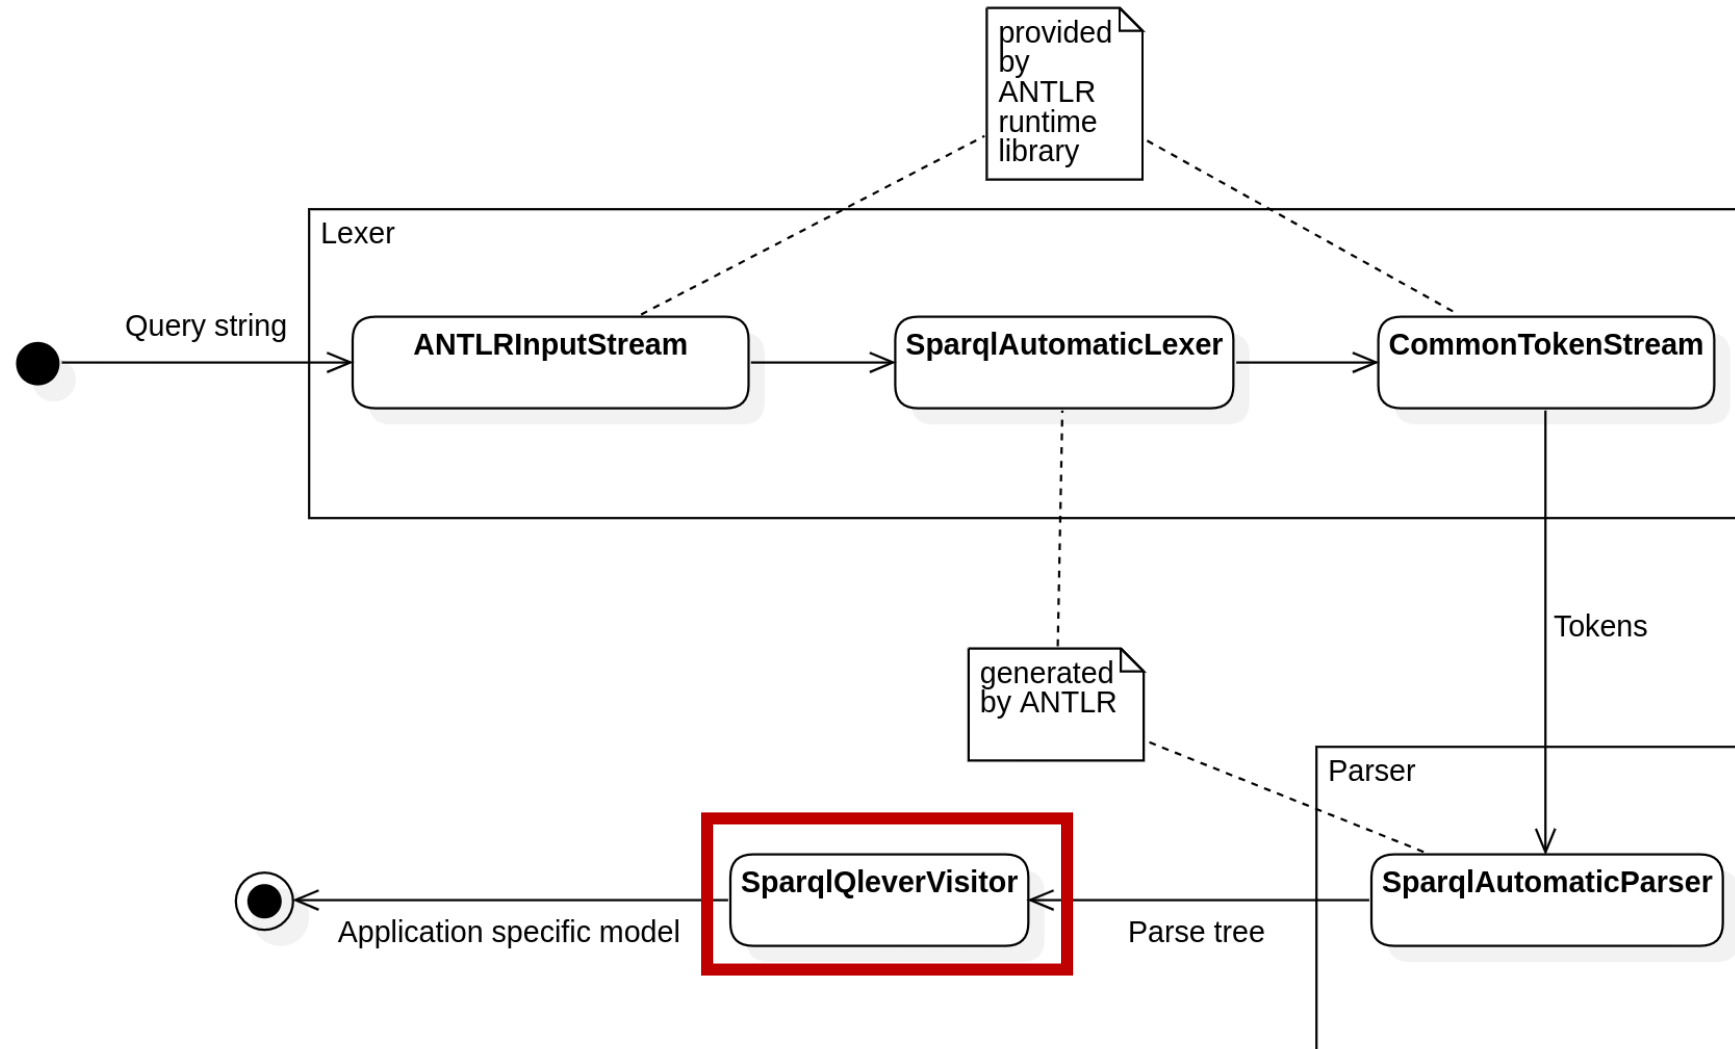 provided
by
ANTLR
runtime
library
Lexer
Query string
ANTLRInputStream
SparqlAutomaticLexer
CommonTokenStream
Tokens
generated
by ANTLR
Parser
SparqlQleverVisitor
SparqlAutomaticParser
Application specific model
Parse tree